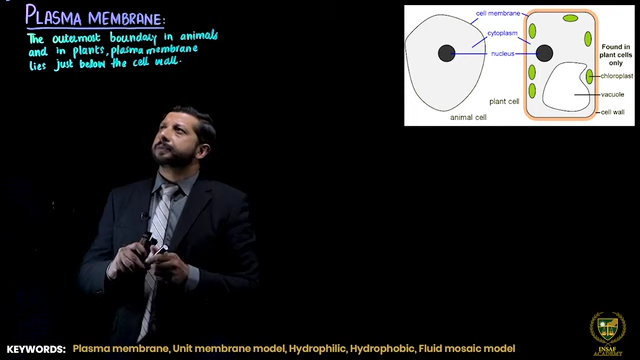 PLASMA MEMBRANE:
The outermost boundary in animals
and in plants, plasma membrane
lies just below the cell wall.
cell membrane
cytoplasm
nucleus
plant cell
animal cell
Found in
plant cells
only
chloroplast
vacuole
cell wall
INSAF
ACADEMY
KEYWORDS: Plasma membrane, Unit membrane model, Hydrophilic, Hydrophobic, Fluid mosaic model